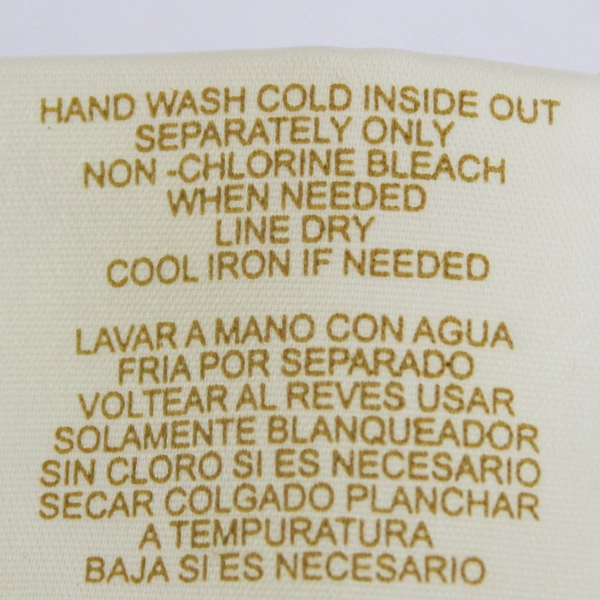 HAND WASH COLD INSIDE OUT
SEPARATELY ONLY
NON -CHLORINE BLEACH
WHEN NEEDED
LINE DRY
COOL IRON IF NEEDED
LAVAR A MANO CON AGUA
FRIA POR SEPARADO
VOLTEAR AL REVES USAR
SOLAMENTE BLANQUEADOR
SIN CLORO SI ES NECESARIO
SECAR COLGADO PLANCHAR
A TEMPURATURA
BAJA SI ES NECESARIO